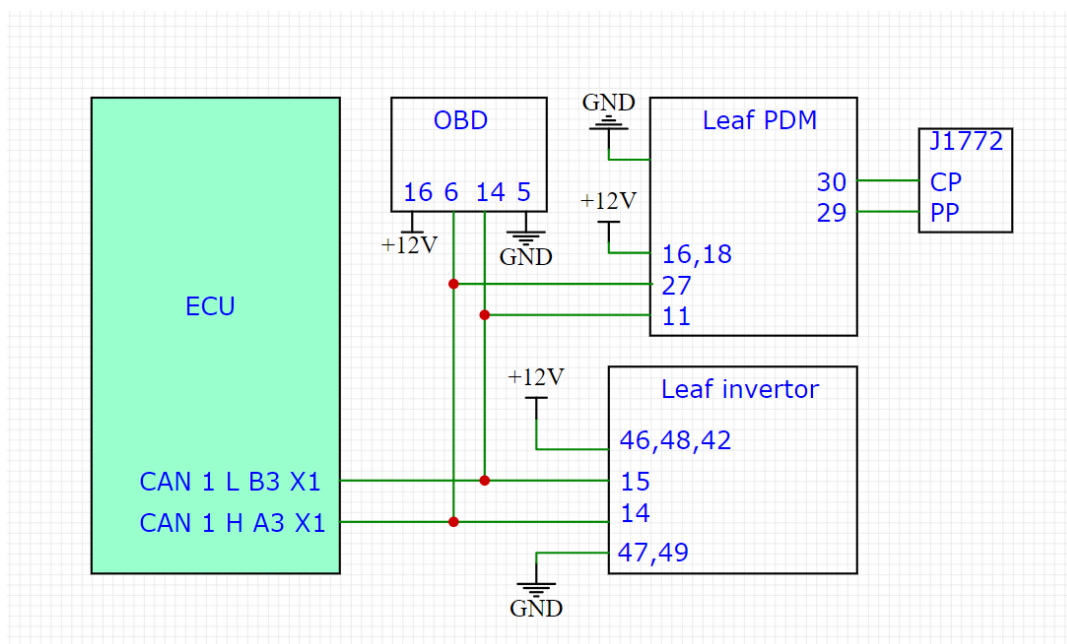 ECU
CAN 1 L B3 X1
CAN 1 H A3 X1
OBD
16 6 14 5
+12V
GND
GND
Leaf PDM
+12V
30
29
16,18
27
11
J1772
CP
PP
+12V
Leaf invertor
46,48,42
15
14
47,49
GND